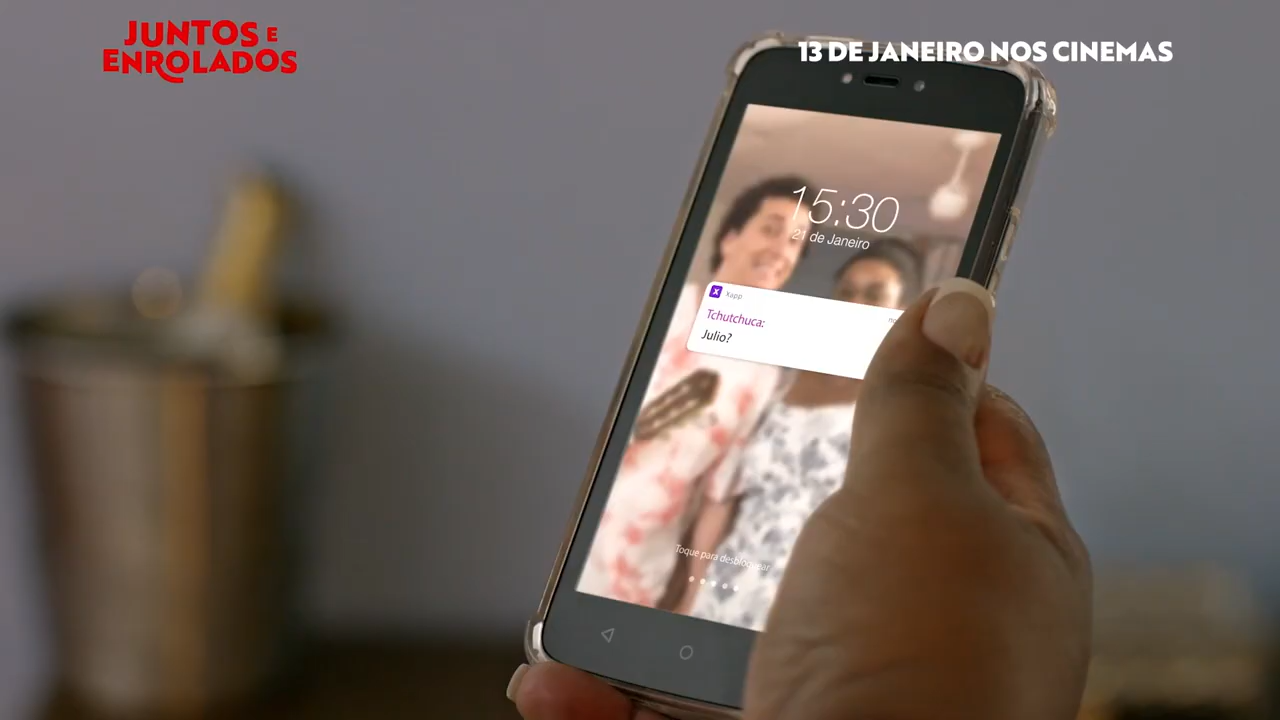 JUNTOS E
ENROLADOS
13 DE JANEIRO NOS CINEMAS
15:30
21 de Janeiro
Xapp
Tchutchuca:
Julio?
Toque para desbloquear